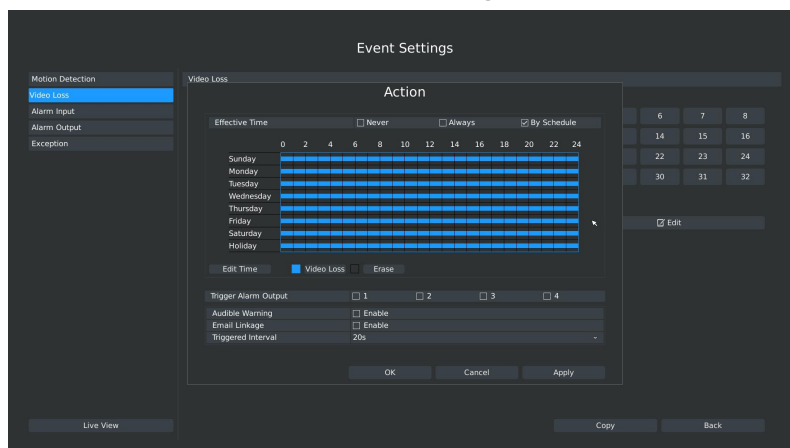 Event Settings
Motion Detection
Video Loss
Alarm Input
Alarm Output
Exception
Video Loss
Action
Effective Time Never Always By Schedule
0 2 4 6 8 10 12 14 16 18 20 22 24
Sunday
Monday
Tuesday
Wednesday
Thursday
Friday
Saturday
Holiday
Edit Time Video Loss Erase
Trigger Alarm Output 1 2 3 4
Audible Warning Enable
Email Linkage Enable
Triggered Interval 20s
OK Cancel Apply
6 7 8
14 15 16
22 23 24
30 31 32
Edit
Live View Copy Back